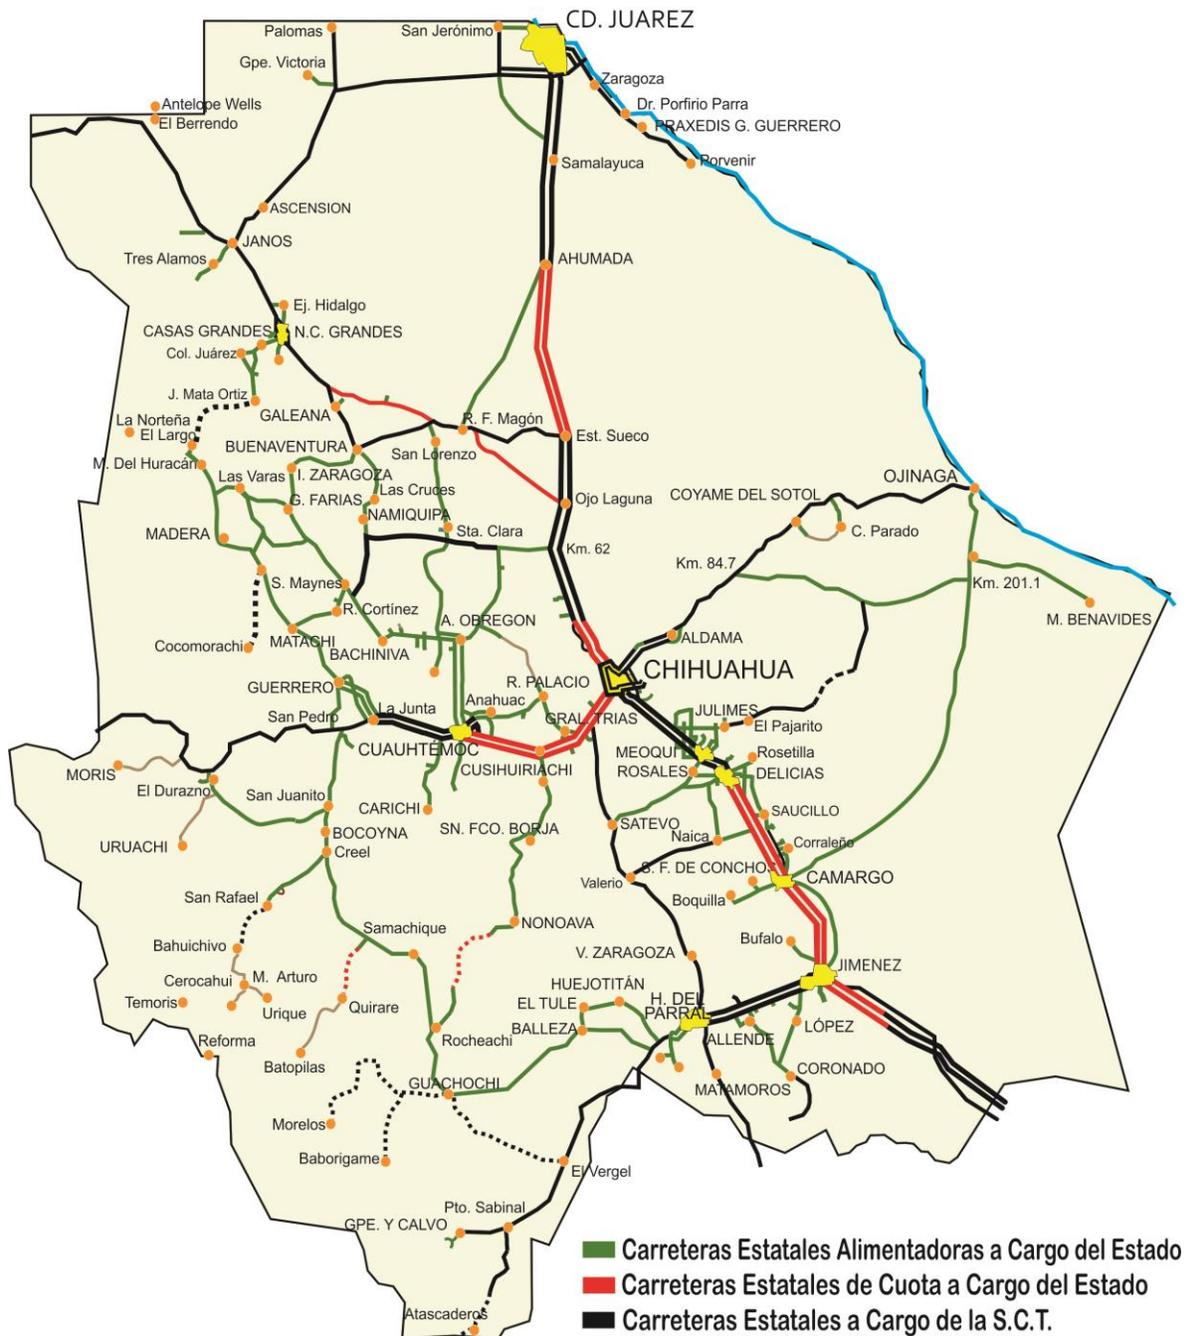 CD. JUAREZ
Palomas
San Jerónimo
Gpe. Victoria
Zaragoza
Antelope Wells
El Berrendo
Dr. Porfirio Parra
PRAXEDIS G. GUERRERO
Samalayuca
Porvenir
ASCENSION
JANOS
Tres Alamos
AHUMADA
Ej. Hidalgo
CASAS GRANDES
N.C. GRANDES
Col. Juárez
J. Mata Ortiz
La Norteña
El Largo
GALEANA
R. F. Magón
Est. Sueco
BUENAVENTURA
San Lorenzo
M. Del Huracán
Las Varas
I. ZARAGOZA
Las Cruces
G. FARIAS
NAMIQUIPA
Ojo Laguna
COYAME DEL SOTOL
OJINAGA
MADERA
Sta. Clara
C. Parado
Km. 62
Km. 84.7
S. Maynes
Km. 201.1
R. Cortínez
A. OBREGON
M. BENAVIDES
Cocomorachi
MATACHI
BACHINIVA
ALDAMA
CHIHUAHUA
GUERRERO
R. PALACIO
Anahuac
La Junta
San Pedro
GRAL. TRIAS
JULIMES
El Pajarito
CUAUHTÉMOC
MEOQUI
Rosetilla
MORIS
CUSIHUIRIACHI
ROSALES
DELICIAS
El Durazno
San Juanito
CARICHI
SN. FCO. BORJA
SATEVO
SAUCILLO
URUACHI
BOCOYNA
Creel
Naica
Corraleño
S. F. DE CONCHOS
Valerio
CAMARGO
San Rafael
Boquilla
NONOAVA
Samachique
Bahuichivo
V. ZARAGOZA
Bufalo
Cerocahui
M. Arturo
JIMENEZ
HUEJOTITÁN
Temoris
Urique
Quirare
EL TULE
H. DEL
PARRAL
BALLEZA
LÓPEZ
Reforma
Rocheachi
ALLENDE
Batopilas
CORONADO
GUACHOCHI
MATAMOROS
Morelos
Baborigame
El Vergel
Pto. Sabinal
GPE. Y CALVO
Atascaderos
Carreteras Estatales Alimentadoras a Cargo del Estado
Carreteras Estatales de Cuota a Cargo del Estado
Carreteras Estatales a Cargo de la S.C.T.